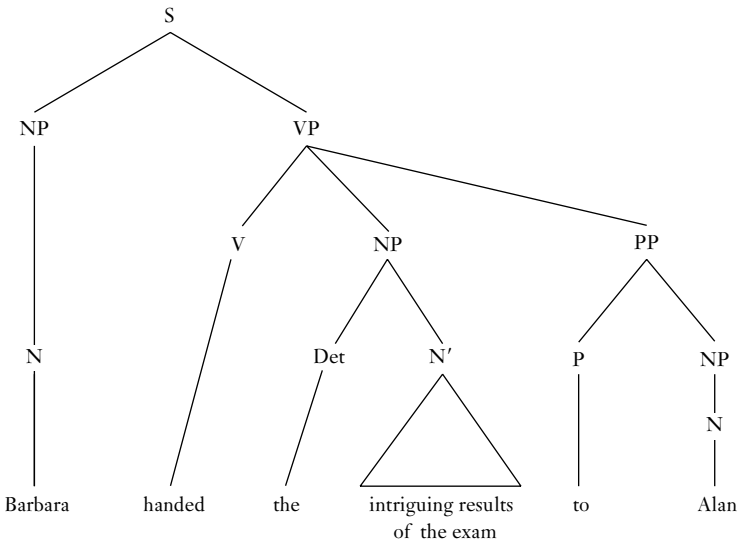 S
NP VP
V NP PP
N Det N′ P NP
N
Barbara handed the intriguing results to Alan
of the exam